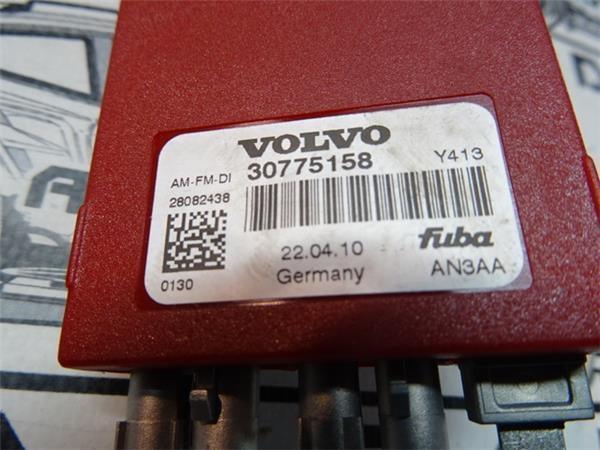 VOLVO
AM-FM-DI 30775158 Y413
28082438
22.04.10 fuba
0130 Germany AN3AA